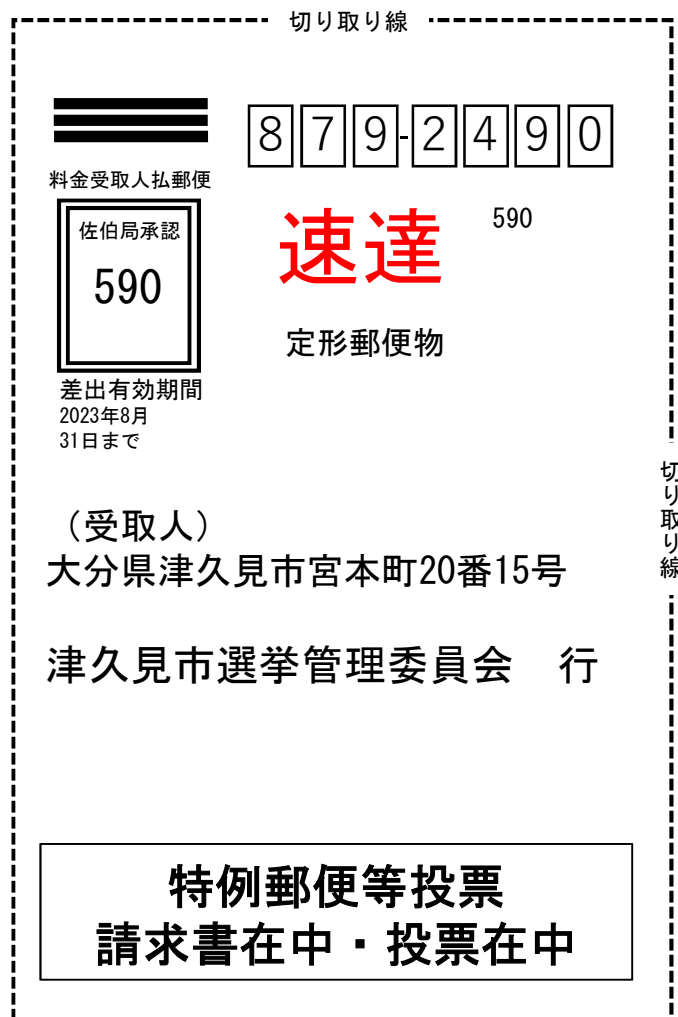 切り取り線
879-2490
料金受取人払郵便
佐伯局承認
590
速達
590
定形郵便物
差出有効期間
2023年8月
31日まで
切り取り線
（受取人）
大分県津久見市宮本町20番15号
津久見市選挙管理委員会　行
特例郵便等投票
請求書在中・投票在中